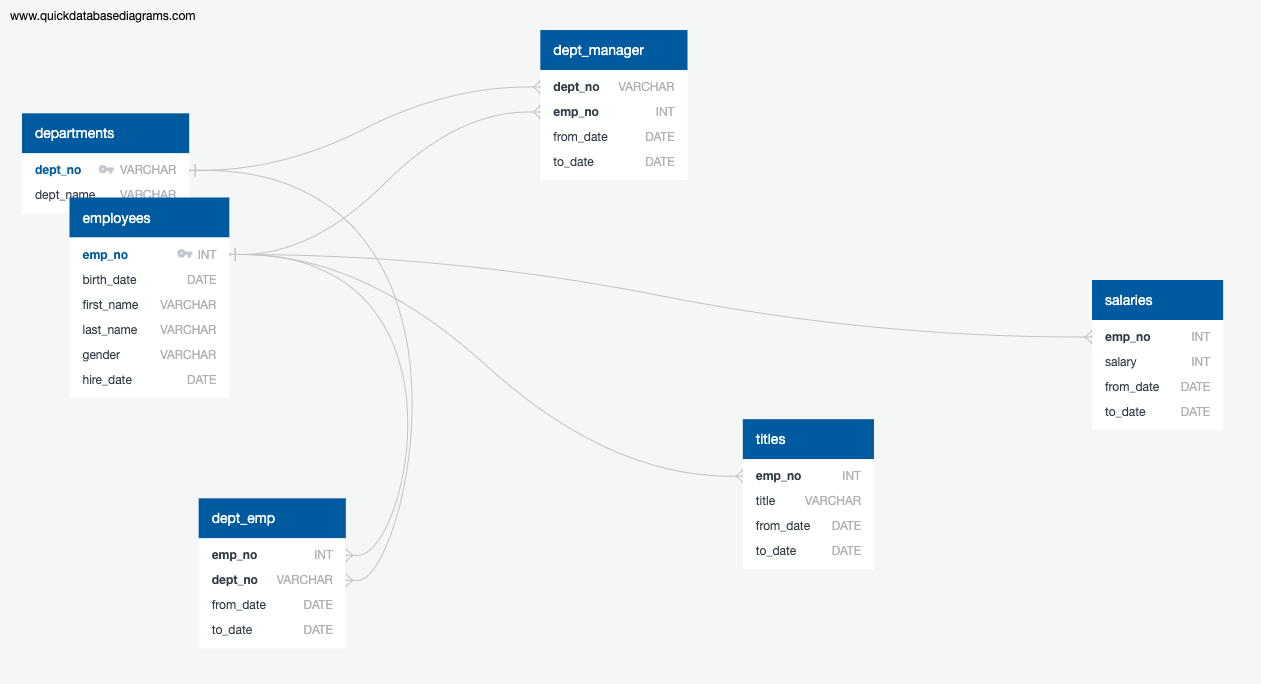 www.quickdatabasediagrams.com
dept_manager
dept_no VARCHAR
emp_no INT
from_date DATE
to_date DATE
departments
dept_no VARCHAR
dept_name VARCHAR
employees
emp_no INT
birth_date DATE
first_name VARCHAR
last_name VARCHAR
gender VARCHAR
hire_date DATE
salaries
emp_no INT
salary INT
from_date DATE
to_date DATE
titles
emp_no INT
title VARCHAR
from_date DATE
to_date DATE
dept_emp
emp_no INT
dept_no VARCHAR
from_date DATE
to_date DATE